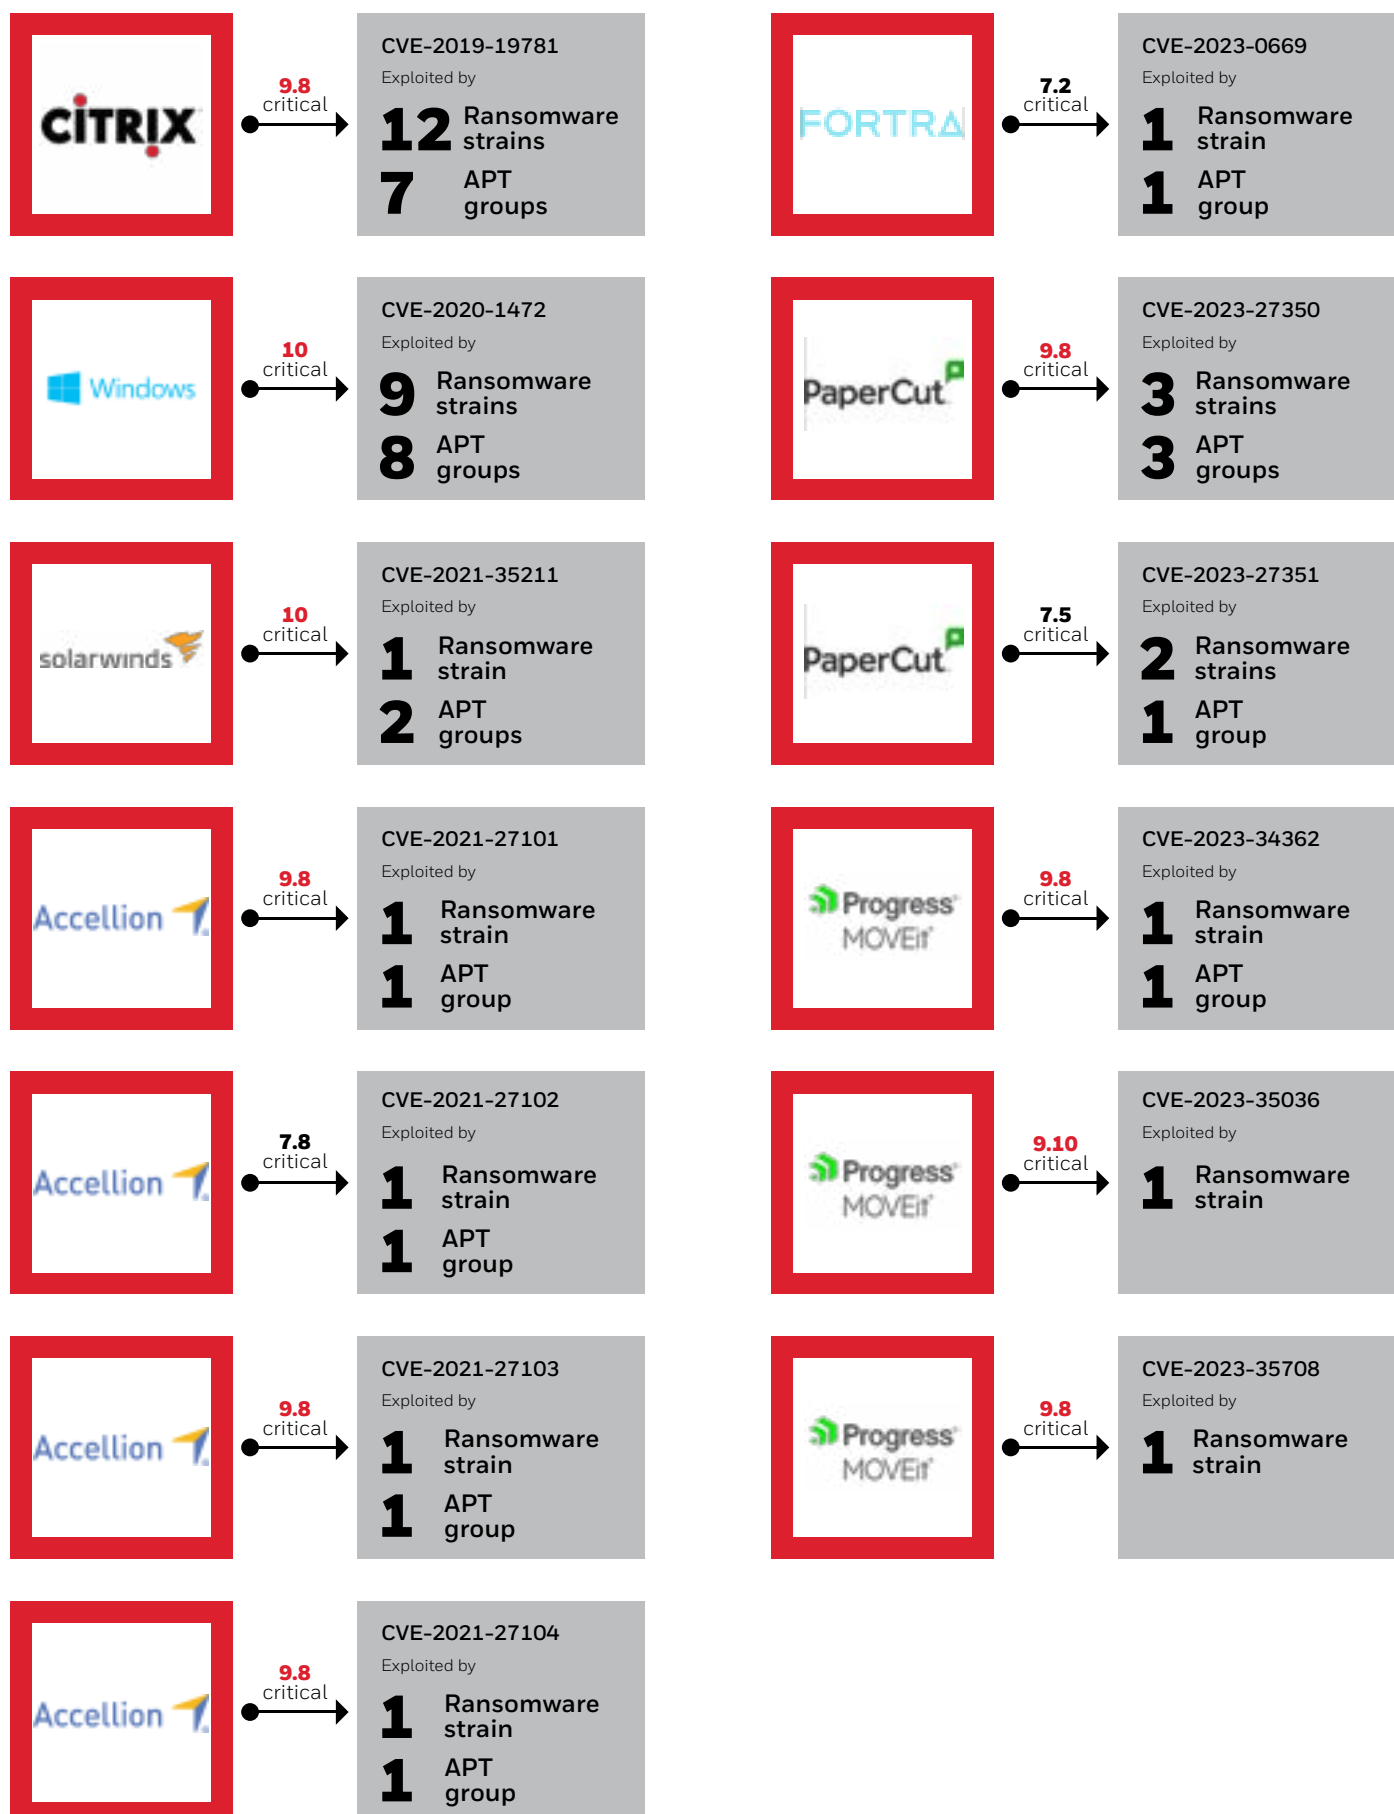 CİTRIX
9.8
critical
CVE-2019-19781
Exploited by
12 Ransomware
strains
7 APT
groups
Windows
10
critical
CVE-2020-1472
Exploited by
9 Ransomware
strains
8 APT
groups
solarwinds
10
critical
CVE-2021-35211
Exploited by
1 Ransomware
strain
2 APT
groups
Accellion
9.8
critical
CVE-2021-27101
Exploited by
1 Ransomware
strain
1 APT
group
Accellion
7.8
critical
CVE-2021-27102
Exploited by
1 Ransomware
strain
1 APT
group
Accellion
9.8
critical
CVE-2021-27103
Exploited by
1 Ransomware
strain
1 APT
group
Accellion
9.8
critical
CVE-2021-27104
Exploited by
1 Ransomware
strain
1 APT
group
FORTRA
7.2
critical
CVE-2023-0669
Exploited by
1 Ransomware
strain
1 APT
group
PaperCut
9.8
critical
CVE-2023-27350
Exploited by
3 Ransomware
strains
3 APT
groups
PaperCut
7.5
critical
CVE-2023-27351
Exploited by
2 Ransomware
strains
1 APT
group
Progress
MOVEit
9.8
critical
CVE-2023-34362
Exploited by
1 Ransomware
strain
1 APT
group
Progress
MOVEit
9.10
critical
CVE-2023-35036
Exploited by
1 Ransomware
strain
Progress
MOVEit
9.8
critical
CVE-2023-35708
Exploited by
1 Ransomware
strain